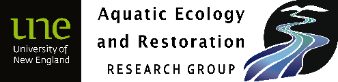 une
University of
New England
Aquatic Ecology
and Restoration
RESEARCH GROUP